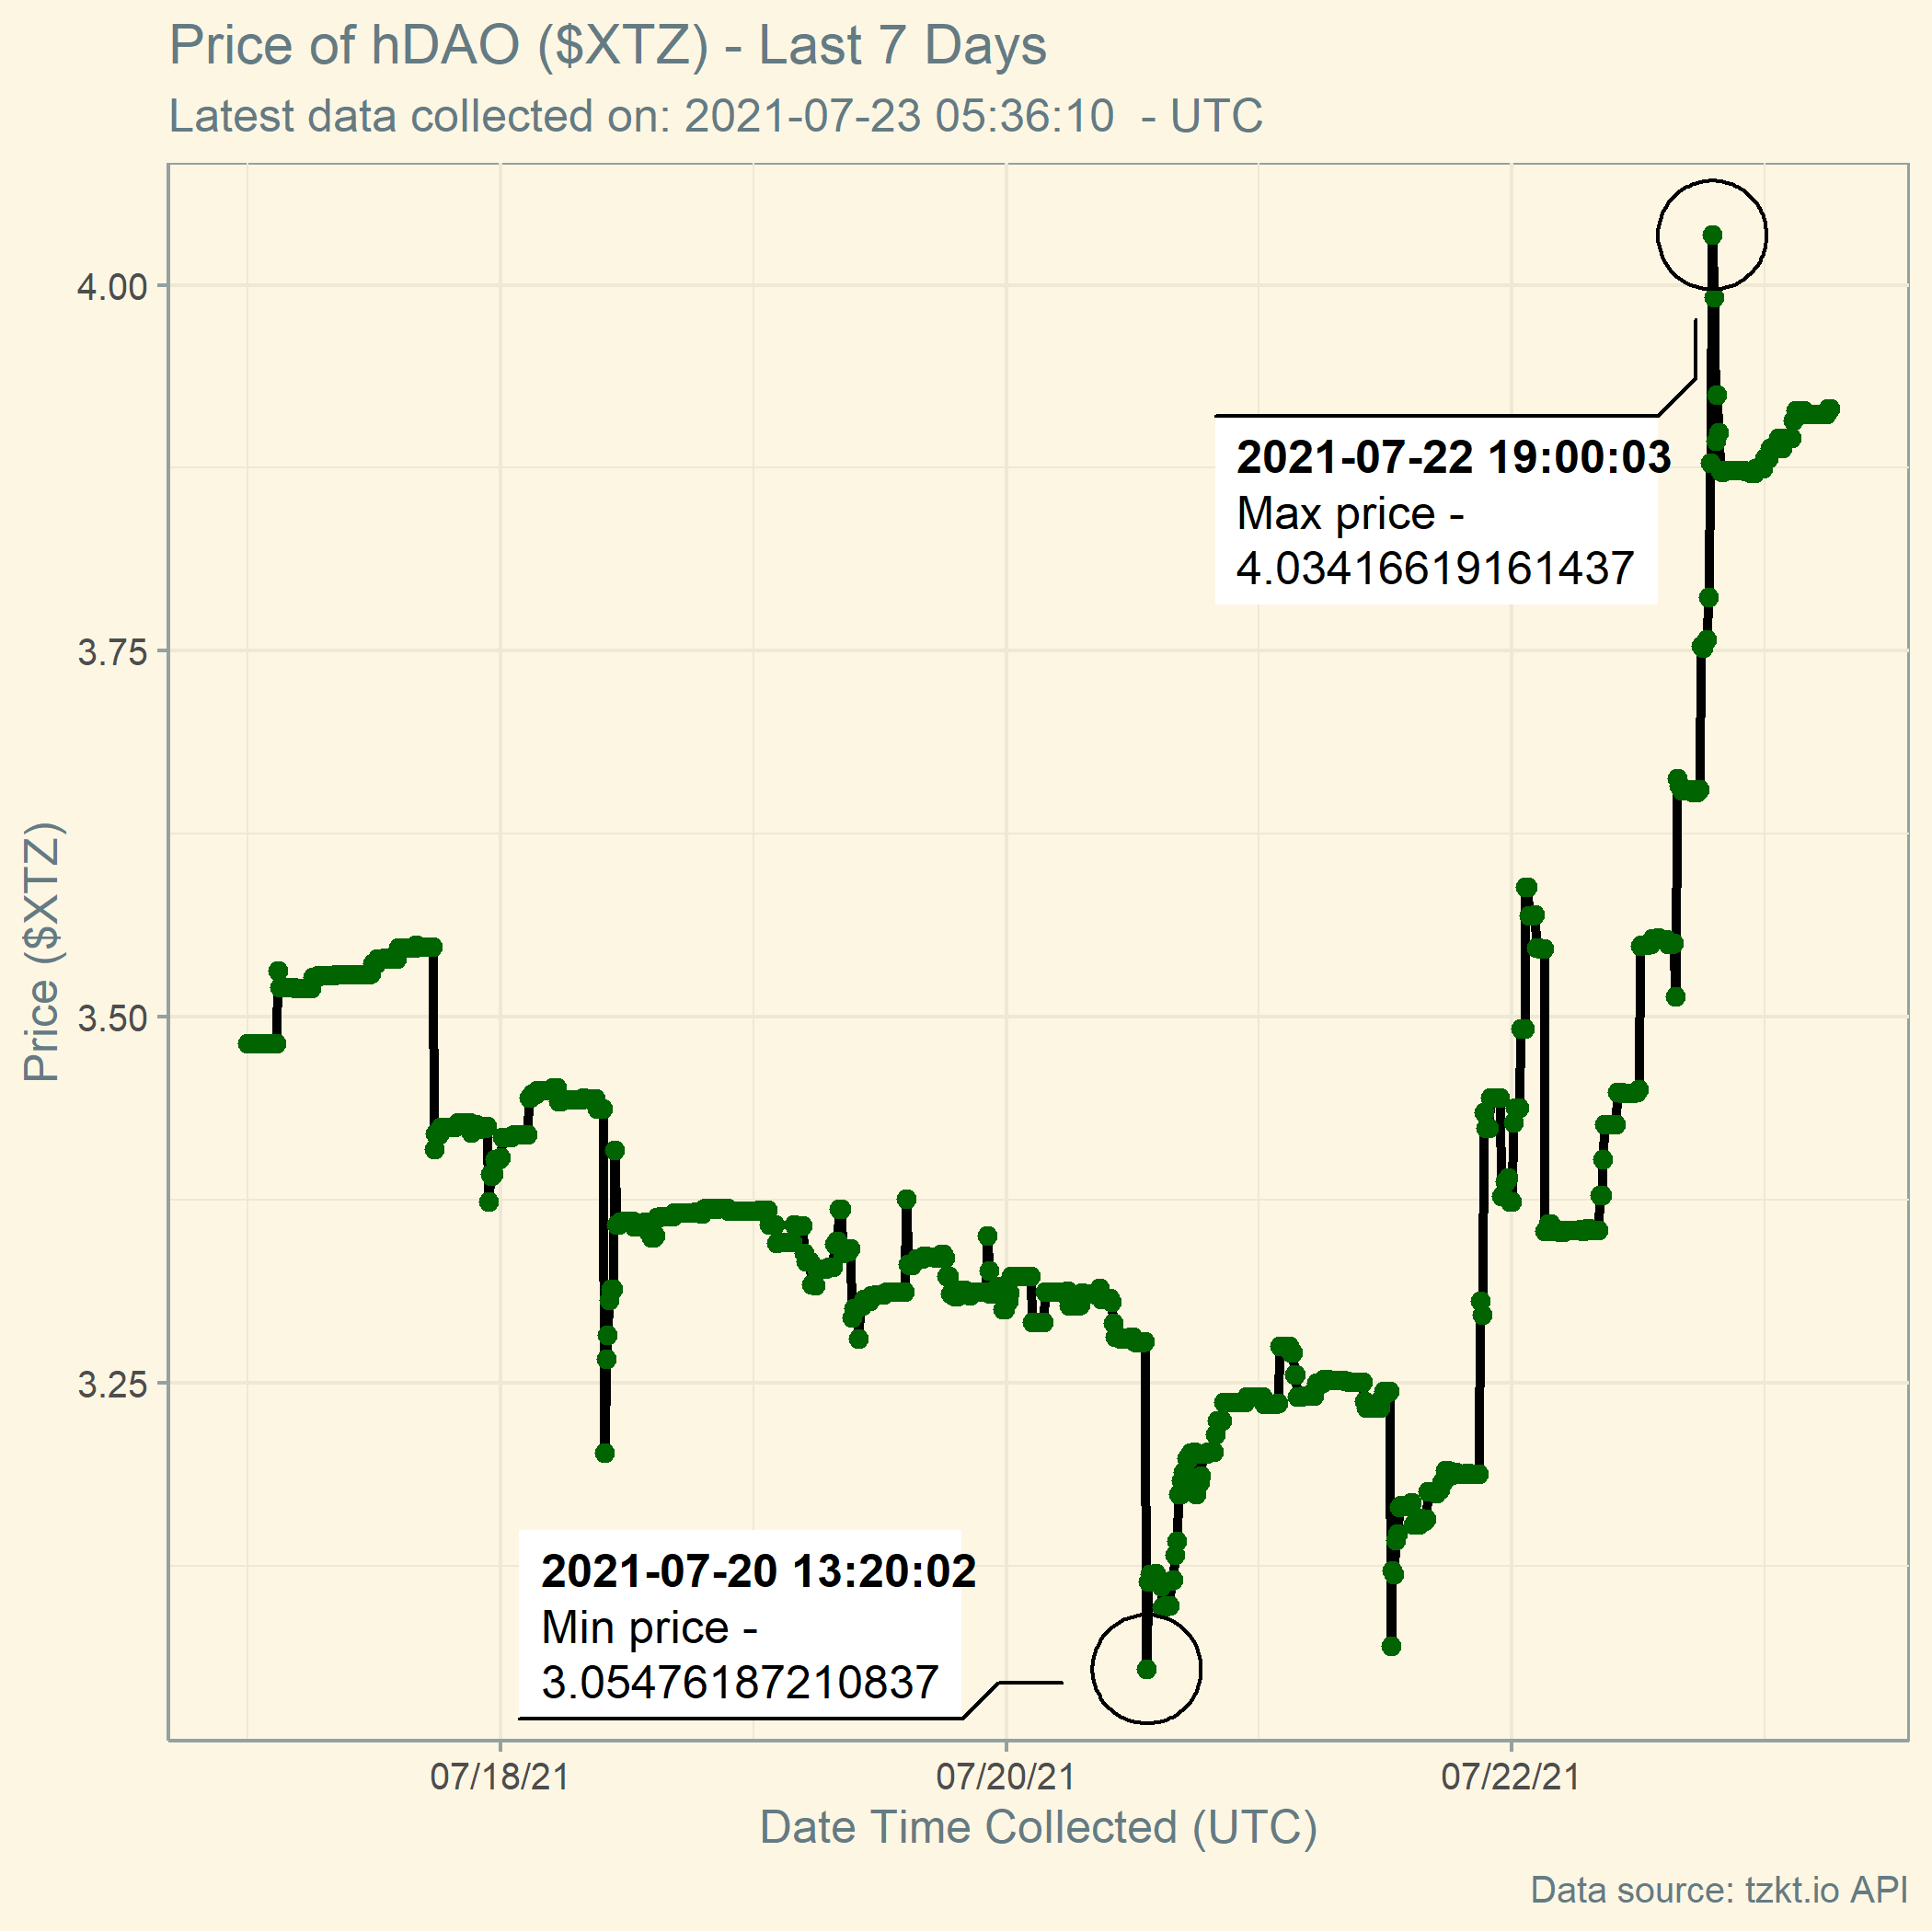 Price of hDAO ($XTZ) - Last 7 Days
Latest data collected on: 2021-07-23 05:36:10  - UTC
4.00
3.75
3.50
3.25
Price ($XTZ)
2021-07-22 19:00:03
Max price -
4.03416619161437
2021-07-20 13:20:02
Min price -
3.05476187210837
07/18/21
07/20/21
07/22/21
Date Time Collected (UTC)
Data source: tzkt.io API